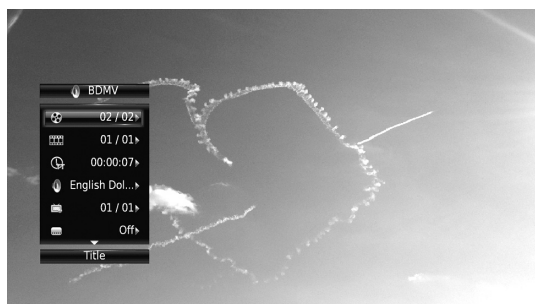 BDMV
02 / 02
01 / 01
00:00:07
English Dol...
01 / 01
Off
Title